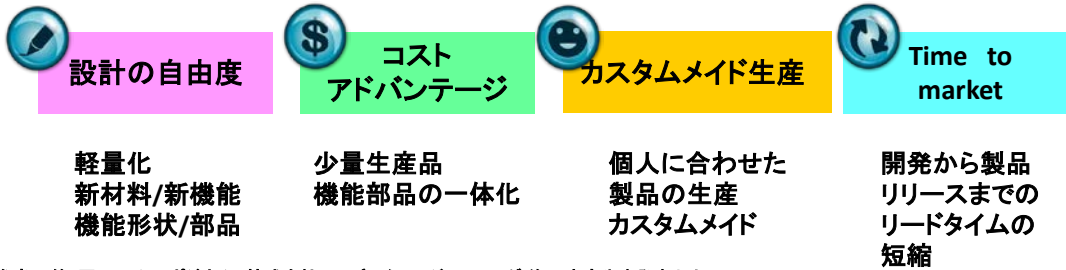 設計の自由度
コスト
アドバンテージ
カスタムメイド生産
Time to
market
軽量化
新材料/新機能
機能形状/部品
少量生産品
機能部品の一体化
個人に合わせた
製品の生産
カスタムメイド
開発から製品
リリースまでの
リードタイムの
短縮